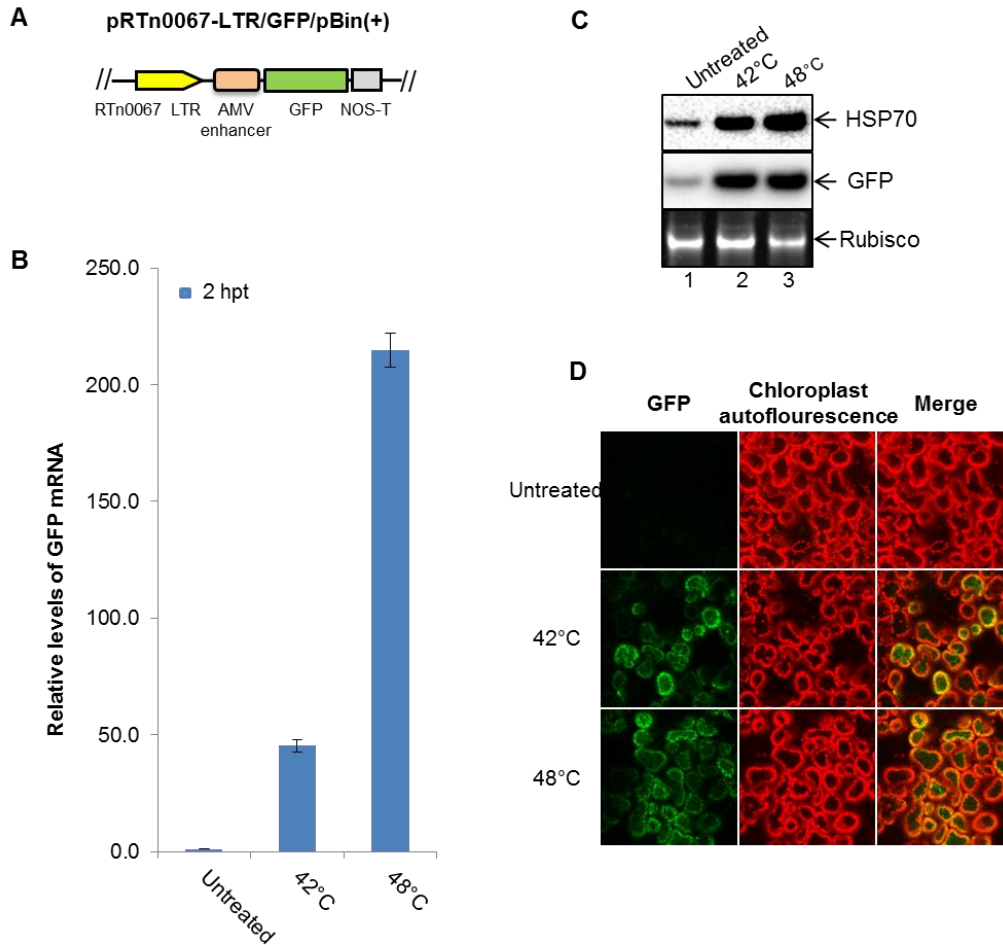 A
pRTn0067-LTR/GFP/pBin(+)
// //
RTn0067 LTR AMV enhancer GFP NOS-T
B
Relative levels of GFP mRNA
250.0
200.0
150.0
100.0
50.0
0.0
2 hpt
Untreated
42°C
48°C
C
Untreated
42°C
48°C
HSP70
GFP
Rubisco
1 2 3
D
GFP
Chloroplast
autoflourescence
Merge
Untreated
42°C
48°C